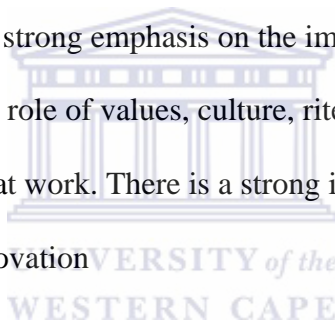 strong emphasis on the im
role of values, culture, rite
at work. There is a strong i
ovation
UNIVERSITY of the
WESTERN CAPE